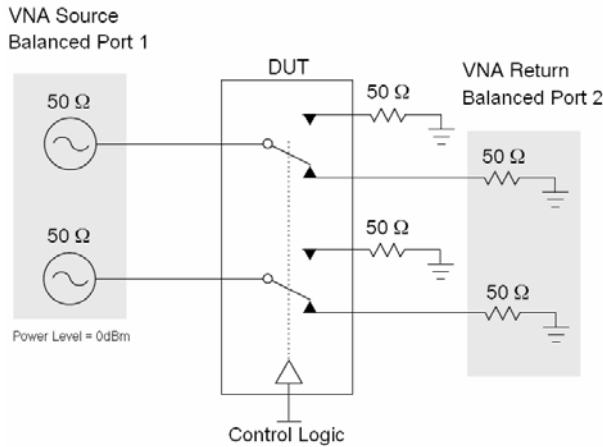 VNA Source
Balanced Port 1
50 Ω
50 Ω
Power Level = 0dBm
DUT
50 Ω
50 Ω
Control Logic
VNA Return
Balanced Port 2
50 Ω
50 Ω